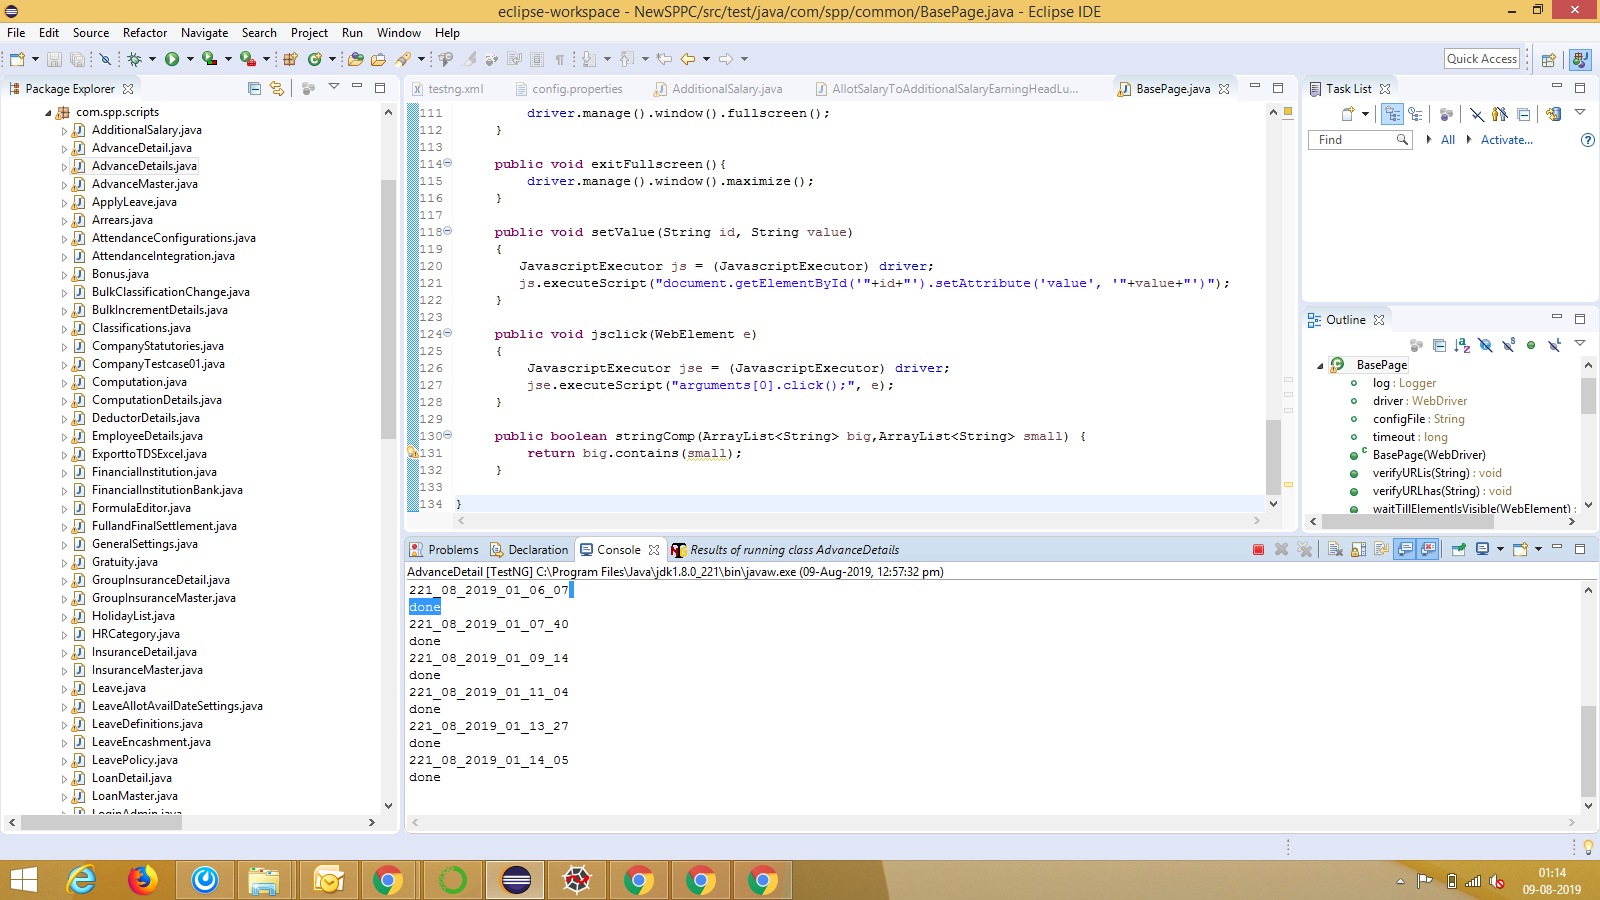 eclipse-workspace - NewSPPC/src/test/java/com/spp/common/BasePage.java - Eclipse IDE
File Edit Source Refactor Navigate Search Project Run Window Help
Quick Access
Package Explorer
com.spp.scripts
AdditionalSalary.java
AdvanceDetail.java
AdvanceDetails.java
AdvanceMaster.java
ApplyLeave.java
Arrears.java
AttendanceConfigurations.java
AttendanceIntegration.java
Bonus.java
BulkClassificationChange.java
BulkIncrementDetails.java
Classifications.java
CompanyStatutories.java
CompanyTestcase01.java
Computation.java
ComputationDetails.java
DeductorDetails.java
EmployeeDetails.java
ExporttoTDSExcel.java
FinancialInstitution.java
FinancialInstitutionBank.java
FormulaEditor.java
FullandFinalSettlement.java
GeneralSettings.java
Gratuity.java
GroupInsuranceDetail.java
GroupInsuranceMaster.java
HolidayList.java
HRCategory.java
InsuranceDetail.java
InsuranceMaster.java
Leave.java
LeaveAllotAvailDateSettings.java
LeaveDefinitions.java
LeaveEncashment.java
LeavePolicy.java
LoanDetail.java
LoanMaster.java
LoginAdmin.java
testng.xml config.properties AdditionalSalary.java AllotSalaryToAdditionalSalaryEarningHeadLu... BasePage.java
111 driver.manage().window().fullscreen();
112 }
113
114 public void exitFullscreen(){
115 driver.manage().window().maximize();
116 }
117
118 public void setValue(String id, String value)
119 {
120 JavascriptExecutor js = (JavascriptExecutor) driver;
121 js.executeScript("document.getElementById('"+id+"').setAttribute('value', '"+value+"')");
122 }
123
124 public void jsclick(WebElement e)
125 {
126 JavascriptExecutor jse = (JavascriptExecutor) driver;
127 jse.executeScript("arguments[0].click();", e);
128 }
129
130 public boolean stringComp(ArrayList<String> big,ArrayList<String> small) {
131 return big.contains(small);
132 }
133
134 }
Task List
Find All Activate...
Outline
BasePage
log : Logger
driver : WebDriver
configFile : String
timeout : long
BasePage(WebDriver)
verifyURLis(String) : void
verifyURLhas(String) : void
waitTillElementIsVisible(WebElement) :
Problems Declaration Console Results of running class AdvanceDetails
AdvanceDetail [TestNG] C:\Program Files\Java\jdk1.8.0_221\bin\javaw.exe (09-Aug-2019, 12:57:32 pm)
221_08_2019_01_06_07
done
221_08_2019_01_07_40
done
221_08_2019_01_09_14
done
221_08_2019_01_11_04
done
221_08_2019_01_13_27
done
221_08_2019_01_14_05
done
01:14
09-08-2019